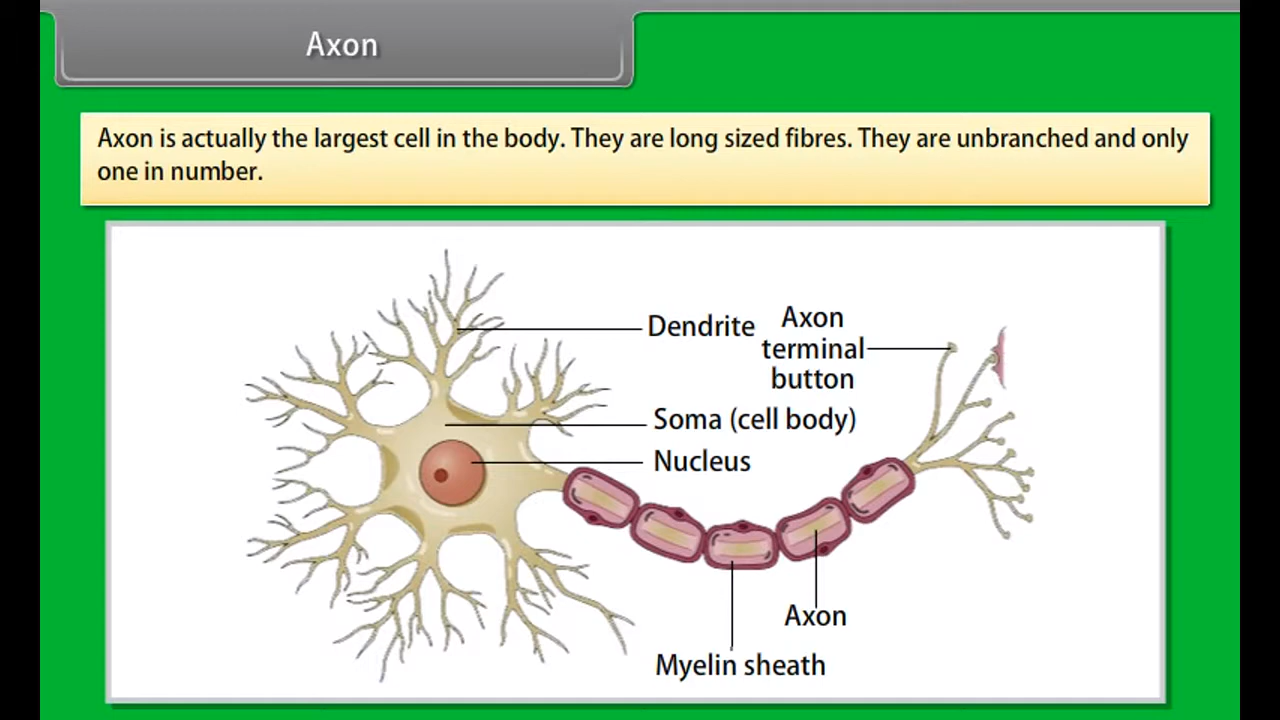 Axon
Axon is actually the largest cell in the body. They are long sized fibres. They are unbranched and only
one in number.
Dendrite
Axon
terminal
button
Soma (cell body)
Nucleus
Axon
Myelin sheath